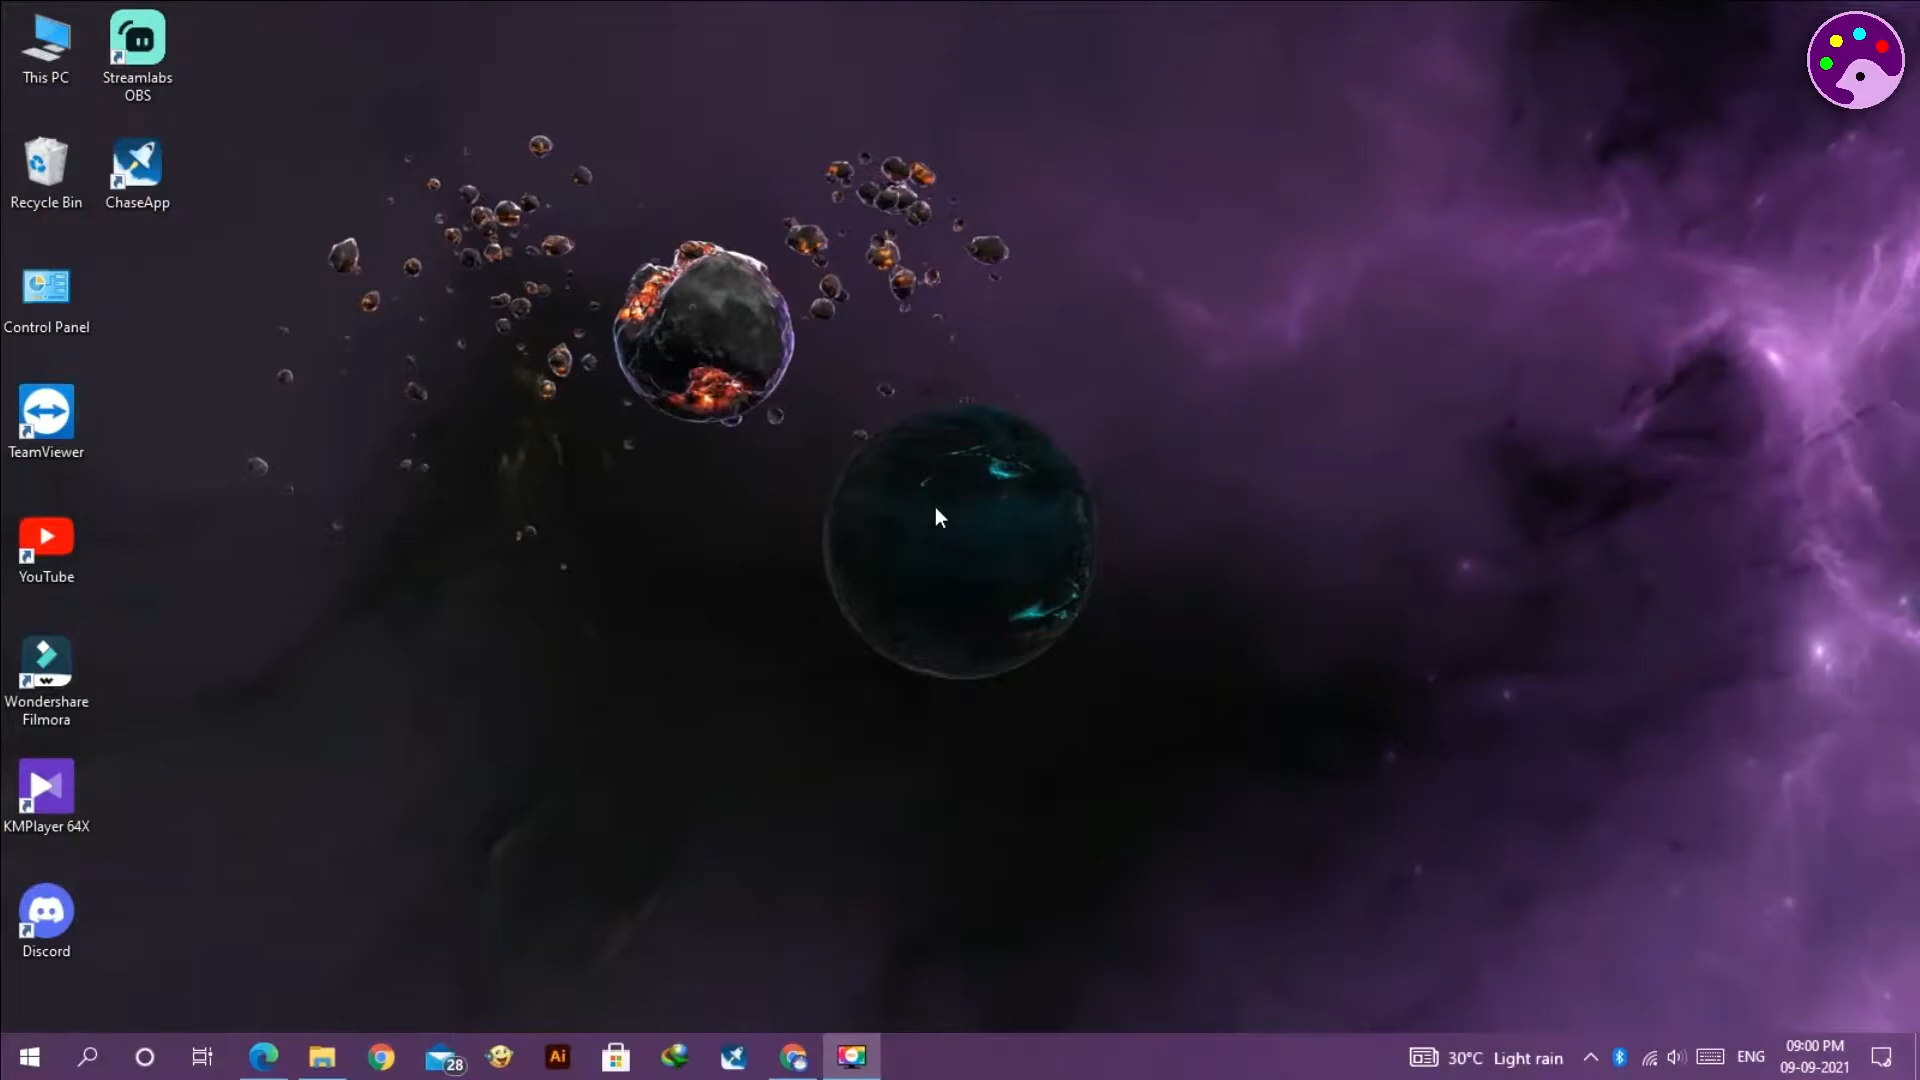 This PC
Streamlabs
OBS
Recycle Bin
ChaseApp
Control Panel
TeamViewer
YouTube
Wondershare
Filmora
KMPlayer 64X
Discord
28
Ai
30°C Light rain
ENG
09:00 PM
09-09-2021